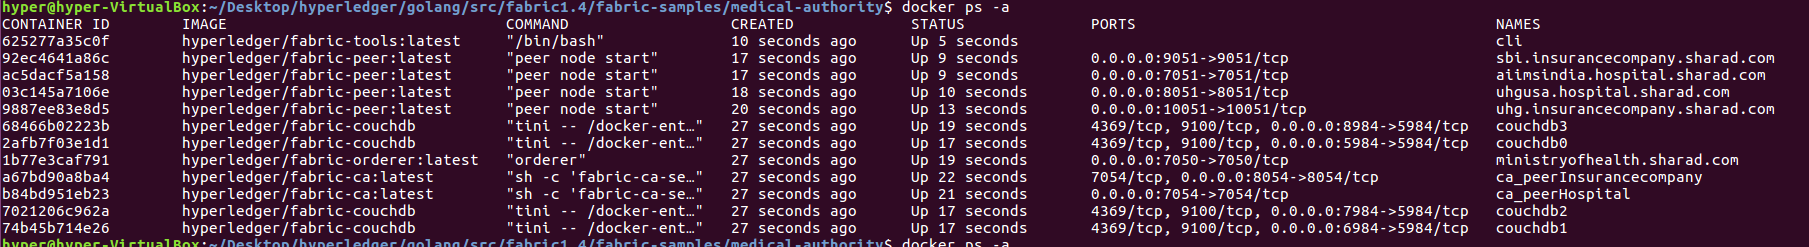 hyper@hyper-VirtualBox:~/Desktop/hyperledger/golang/src/fabric1.4/fabric-samples/medical-authority$ docker ps -a
CONTAINER ID IMAGE COMMAND CREATED STATUS PORTS NAMES
625277a35c0f hyperledger/fabric-tools:latest "/bin/bash" 10 seconds ago Up 5 seconds cli
92ec4641a86c hyperledger/fabric-peer:latest "peer node start" 17 seconds ago Up 9 seconds 0.0.0.0:9051->9051/tcp sbi.insurancecompany.sharad.com
ac5dacf5a158 hyperledger/fabric-peer:latest "peer node start" 17 seconds ago Up 9 seconds 0.0.0.0:7051->7051/tcp aiimsindia.hospital.sharad.com
03c145a7106e hyperledger/fabric-peer:latest "peer node start" 18 seconds ago Up 10 seconds 0.0.0.0:8051->8051/tcp uhgusa.hospital.sharad.com
9887ee83e8d5 hyperledger/fabric-peer:latest "peer node start" 20 seconds ago Up 13 seconds 0.0.0.0:10051->10051/tcp uhg.insurancecompany.sharad.com
68466b02223b hyperledger/fabric-couchdb "tini -- /docker-ent…" 27 seconds ago Up 19 seconds 4369/tcp, 9100/tcp, 0.0.0.0:8984->5984/tcp couchdb3
2afb7f03e1d1 hyperledger/fabric-couchdb "tini -- /docker-ent…" 27 seconds ago Up 17 seconds 4369/tcp, 9100/tcp, 0.0.0.0:5984->5984/tcp couchdb0
1b77e3caf791 hyperledger/fabric-orderer:latest "orderer" 27 seconds ago Up 19 seconds 0.0.0.0:7050->7050/tcp ministryofhealth.sharad.com
a67bd90a8ba4 hyperledger/fabric-ca:latest "sh -c 'fabric-ca-se…" 27 seconds ago Up 22 seconds 7054/tcp, 0.0.0.0:8054->8054/tcp ca_peerInsurancecompany
b84bd951eb23 hyperledger/fabric-ca:latest "sh -c 'fabric-ca-se…" 27 seconds ago Up 21 seconds 0.0.0.0:7054->7054/tcp ca_peerHospital
7021206c962a hyperledger/fabric-couchdb "tini -- /docker-ent…" 27 seconds ago Up 17 seconds 4369/tcp, 9100/tcp, 0.0.0.0:7984->5984/tcp couchdb2
74b45b714e26 hyperledger/fabric-couchdb "tini -- /docker-ent…" 27 seconds ago Up 17 seconds 4369/tcp, 9100/tcp, 0.0.0.0:6984->5984/tcp couchdb1
hyper@hyper-VirtualBox:~/Desktop/hyperledger/golang/src/fabric1.4/fabric-samples/medical-authority$ docker ps -a